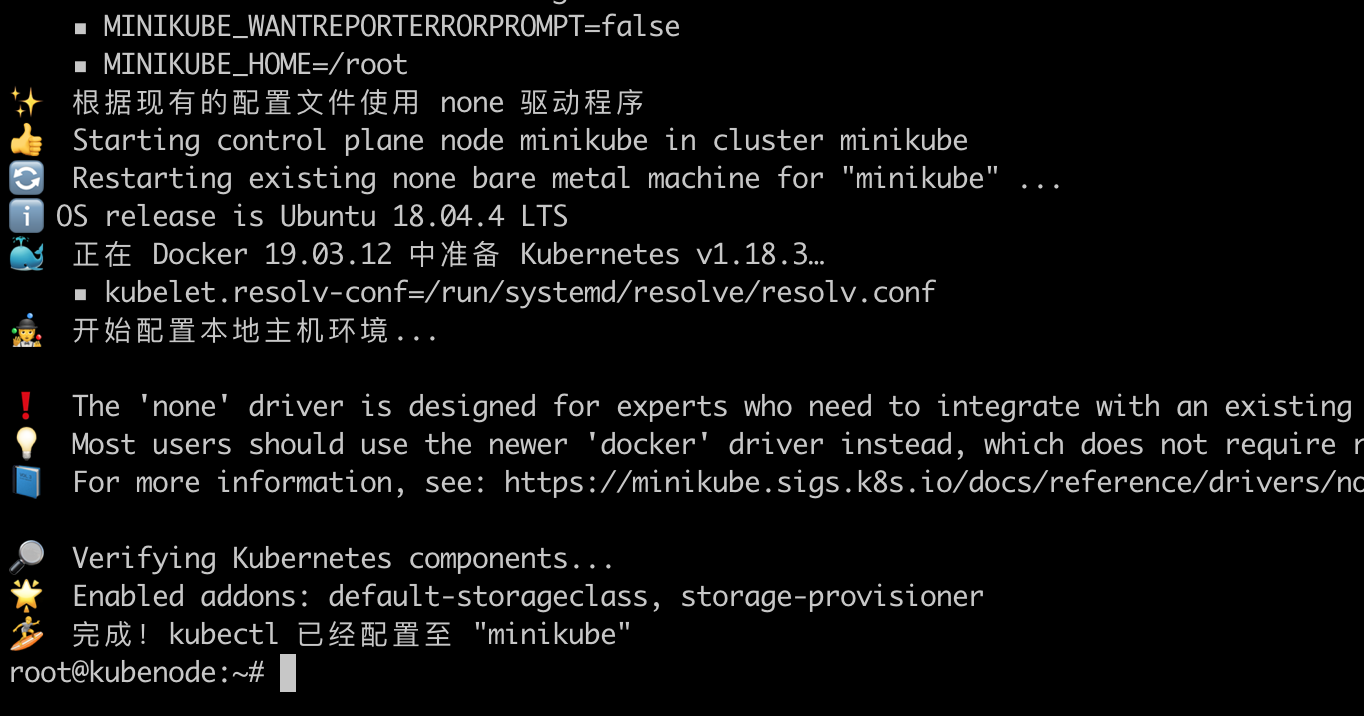 ▪ MINIKUBE_WANTREPORTERRORPROMPT=false
▪ MINIKUBE_HOME=/root
✨ 根据现有的配置文件使用 none 驱动程序
👍 Starting control plane node minikube in cluster minikube
🔄 Restarting existing none bare metal machine for "minikube" ...
ℹ️ OS release is Ubuntu 18.04.4 LTS
🐳 正在 Docker 19.03.12 中准备 Kubernetes v1.18.3…
▪ kubelet.resolv-conf=/run/systemd/resolve/resolv.conf
🤹 开始配置本地主机环境...
❗ The 'none' driver is designed for experts who need to integrate with an existing
💡 Most users should use the newer 'docker' driver instead, which does not require r
📘 For more information, see: https://minikube.sigs.k8s.io/docs/reference/drivers/no
🔎 Verifying Kubernetes components...
🌟 Enabled addons: default-storageclass, storage-provisioner
🏄 完成！kubectl 已经配置至 "minikube"
root@kubenode:~#